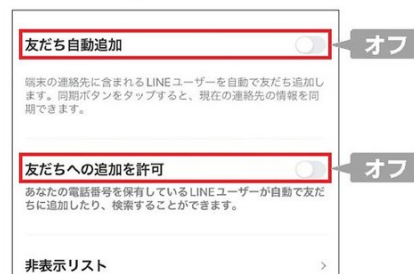 友だち自動追加
オフ
端末の連絡先に含まれるLINEユーザーを自動で友だち追加し
ます。同期ボタンをタップすると、現在の連絡先の情報を同
期できます。
友だちへの追加を許可
オフ
あなたの電話番号を保有しているLINEユーザーが自動で友だ
ちに追加したり、検索することができます。
非表示リスト